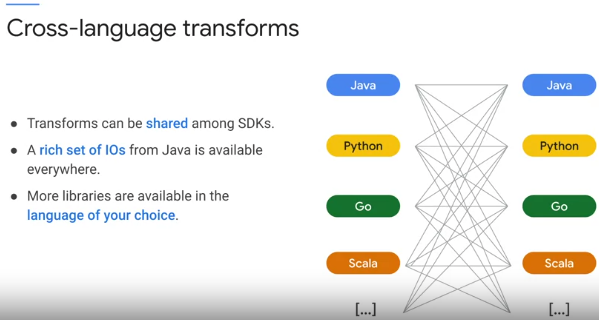 Cross-language transforms
● Transforms can be shared among SDKs.
● A rich set of IOs from Java is available
everywhere.
● More libraries are available in the
language of your choice.
Java
Java
Python
Python
Go
Go
Scala
Scala
[...]
[...]